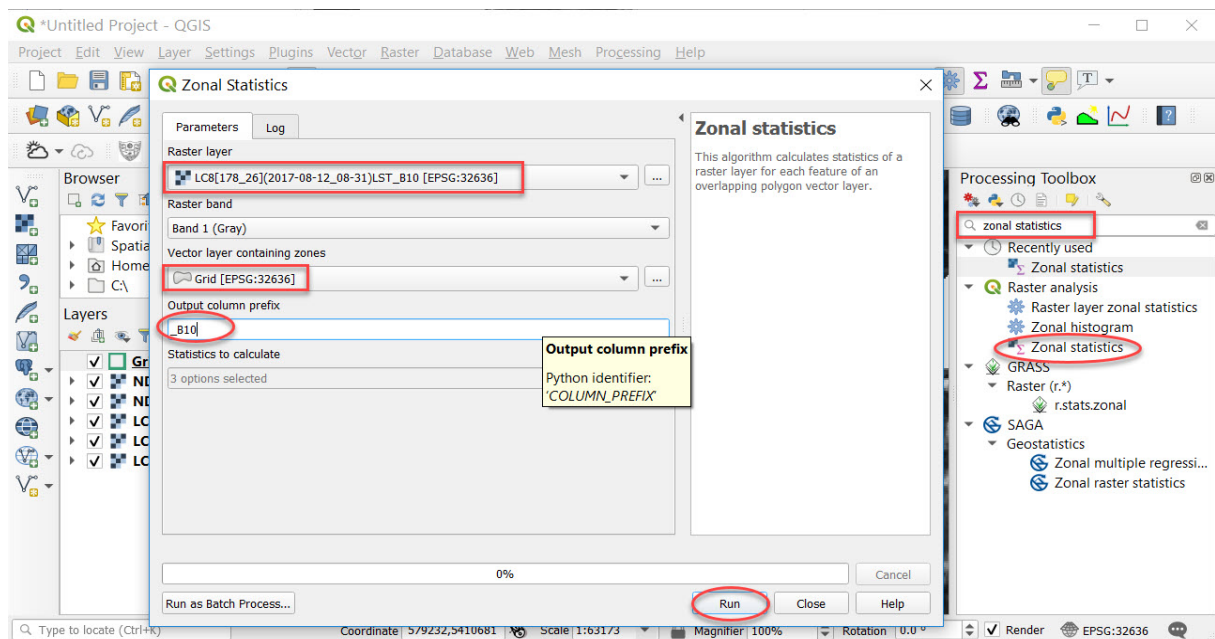 *Untitled Project - QGIS
Project Edit View Layer Settings Plugins Vector Raster Database Web Mesh Processing Help
Zonal Statistics
Parameters Log
Raster layer
LC8[178_26](2017-08-12_08-31)LST_B10 [EPSG:32636]
...
Raster band
Band 1 (Gray)
Vector layer containing zones
Grid [EPSG:32636]
...
Output column prefix
_B10
Statistics to calculate
3 options selected
Output column prefix
Python identifier:
'COLUMN_PREFIX'
Zonal statistics
This algorithm calculates statistics of a
raster layer for each feature of an
overlapping polygon vector layer.
0%
Cancel
Run as Batch Process...
Run Close Help
Browser
Favori
Spatia
Home
C:\
Layers
Gr
ND
ND
LC
LC
LC
Processing Toolbox
zonal statistics
Recently used
Zonal statistics
Raster analysis
Raster layer zonal statistics
Zonal histogram
Zonal statistics
GRASS
Raster (r.*)
r.stats.zonal
SAGA
Geostatistics
Zonal multiple regressi...
Zonal raster statistics
Type to locate (Ctrl+K) Coordinate 579232,5410681 Scale 1:63173 Magnifier 100% Rotation 0.0 ° Render EPSG:32636